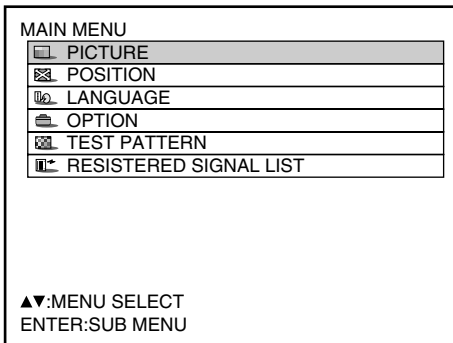 MAIN MENU
PICTURE
POSITION
LANGUAGE
OPTION
TEST PATTERN
RESISTERED SIGNAL LIST
▲▼:MENU SELECT
ENTER:SUB MENU